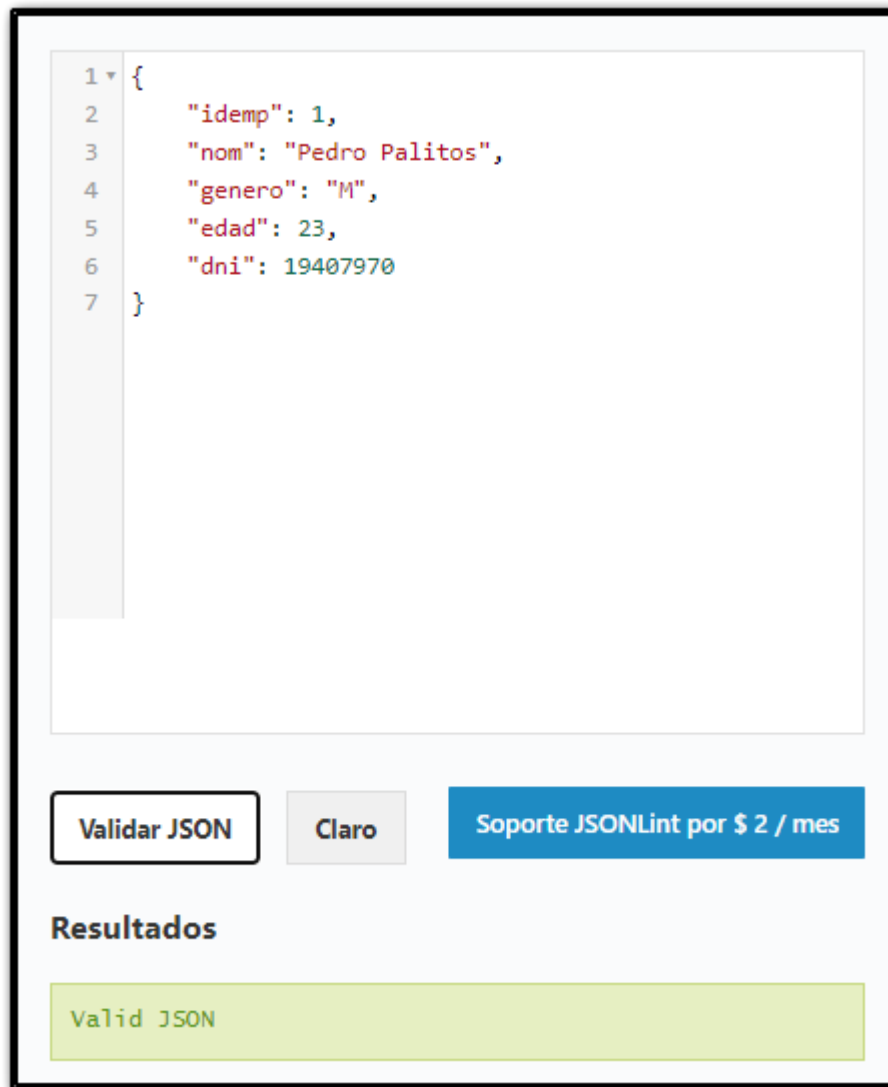 1 {
2 "idemp": 1,
3 "nom": "Pedro Palitos",
4 "genero": "M",
5 "edad": 23,
6 "dni": 19407970
7 }
Validar JSON Claro Soporte JSONLint por $ 2 / mes
Resultados
Valid JSON